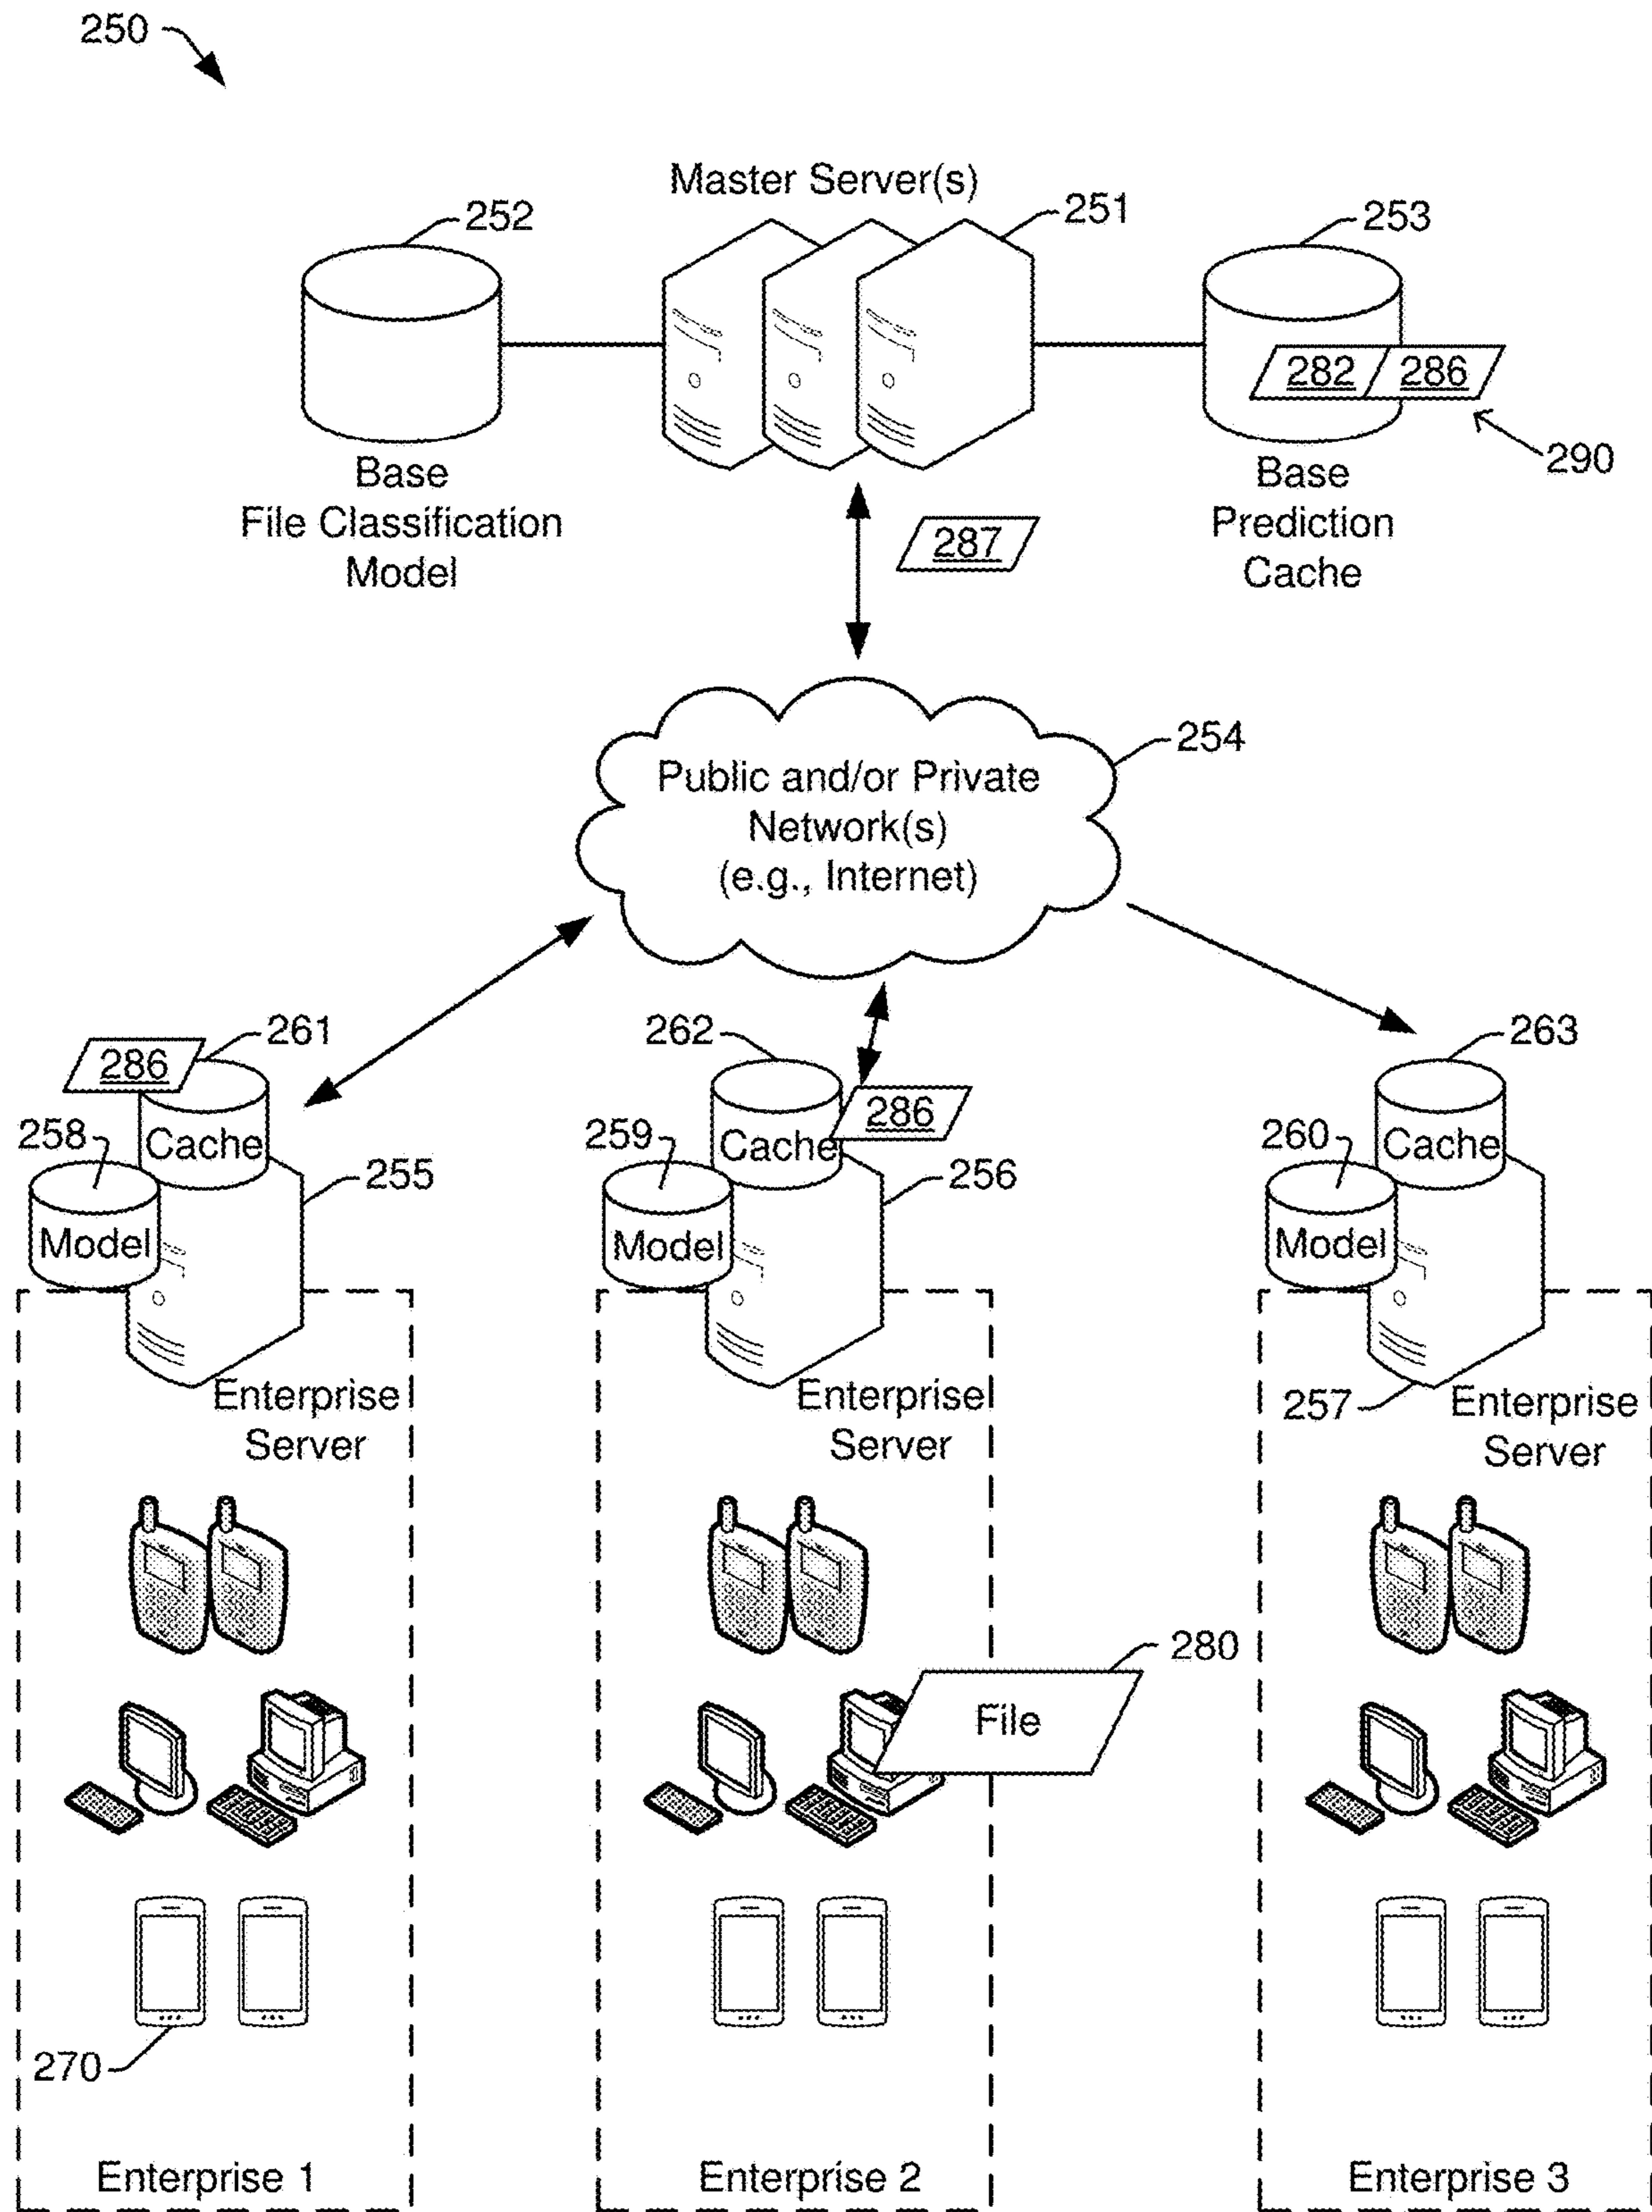 250
Master Server(s)
252
251
253
282
286
290
Base
File Classification
Model
Base
Prediction
Cache
287
254
Public and/or Private
Network(s)
(e.g., Internet)
261
286
258
Cache
Model
255
262
286
259
Cache
Model
256
263
260
Cache
Model
257
Enterprise
Server
Enterprise
Server
Enterprise
Server
280
File
270
Enterprise 1
Enterprise 2
Enterprise 3